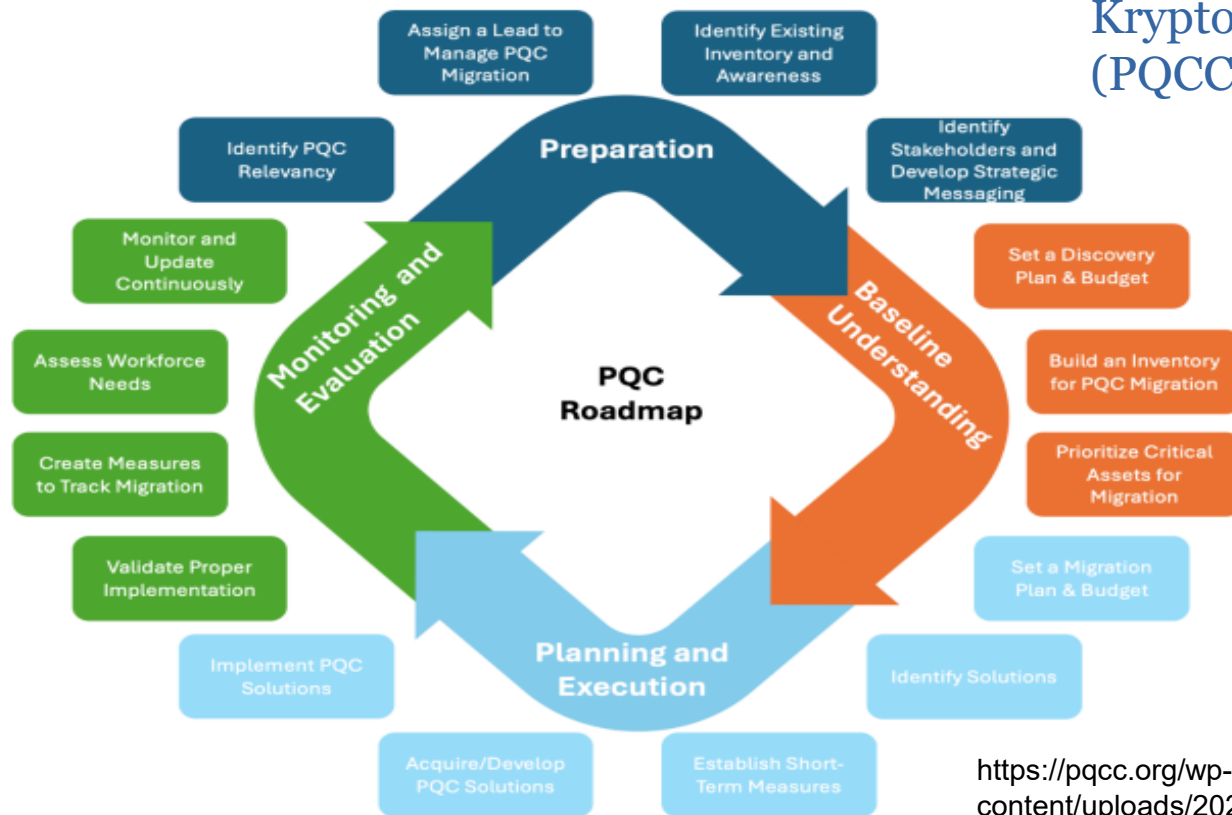 Krypto
(PQCC
Assign a Lead to
Manage PQC
Migration
Identify Existing
Inventory and
Awareness
Identify PQC
Relevancy
Preparation
Identify
Stakeholders and
Develop Strategic
Messaging
Monitor and
Update
Continuously
Set a Discovery
Plan & Budget
Monitoring and
Evaluation
Baseline
Understanding
Assess Workforce
Needs
PQC
Roadmap
Build an Inventory
for PQC Migration
Create Measures
to Track Migration
Prioritize Critical
Assets for
Migration
Validate Proper
Implementation
Set a Migration
Plan & Budget
Implement PQC
Solutions
Planning and
Execution
Identify Solutions
Acquire/Develop
PQC Solutions
Establish Short-
Term Measures
https://pqcc.org/wp-
content/uploads/202